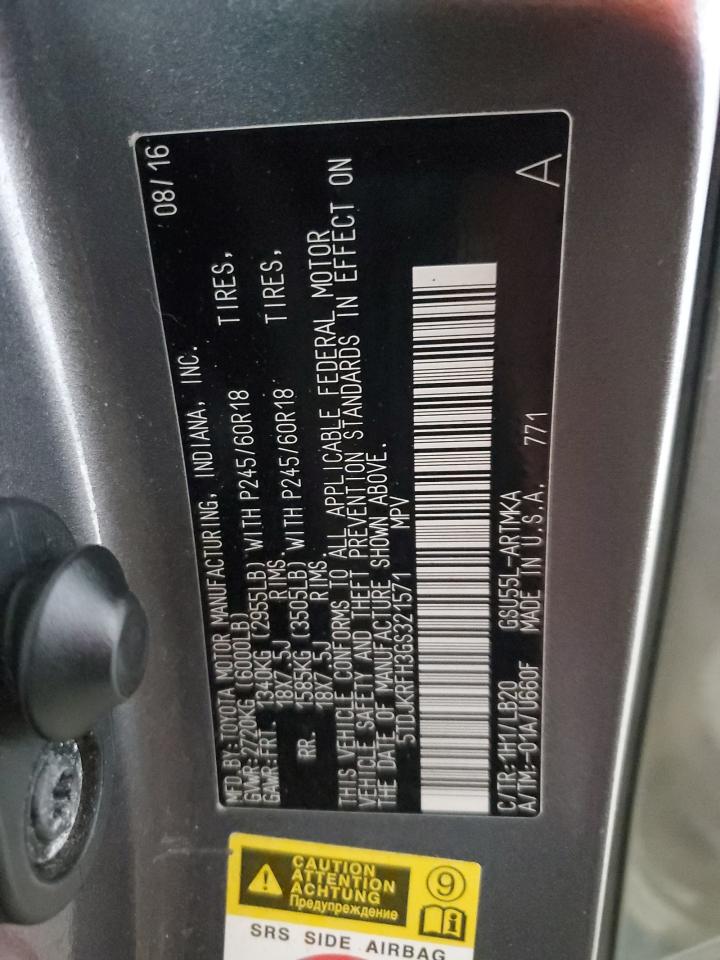 MFD.BY:TOYOTA MOTOR MANUFACTURING, INDIANA, INC. 08/16
GVWR:2720KG (6000LB)
GAWR:FRT. 1340KG (2955LB) WITH P245/60R18 TIRES,
18X7.5J RIMS.
RR. 1585KG (3505LB) WITH P245/60R18 TIRES,
18X7.5J RIMS.
THIS VEHICLE CONFORMS TO ALL APPLICABLE FEDERAL MOTOR
VEHICLE SAFETY AND THEFT PREVENTION STANDARDS IN EFFECT ON
THE DATE OF MANUFACTURE SHOWN ABOVE.
5TDJKRFH3GS321571 MPV
C/TR:1H1/LB20 GSU55L-ARTMKA
A/TM:-01A/U660F MADE IN U.S.A. 771 A
CAUTION
ATTENTION
ACHTUNG
Предупреждение
9
SRS SIDE AIRBAG